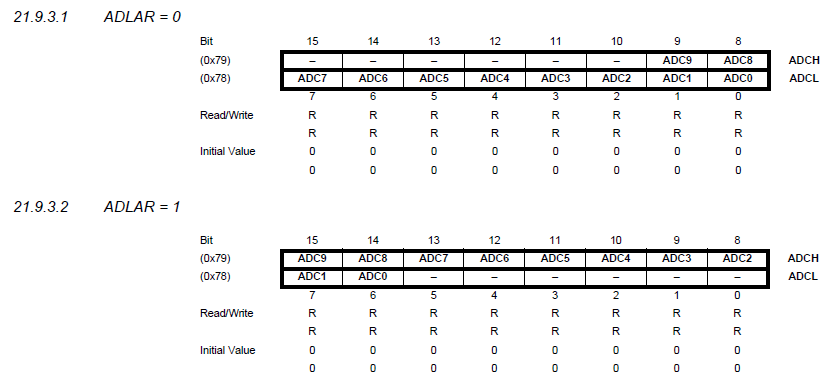 21.9.3.1 ADLAR = 0
Bit 15 14 13 12 11 10 9 8
(0x79) – – – – – – ADC9 ADC8 ADCH
(0x78) ADC7 ADC6 ADC5 ADC4 ADC3 ADC2 ADC1 ADC0 ADCL
7 6 5 4 3 2 1 0
Read/Write R R R R R R R R
R R R R R R R R
Initial Value 0 0 0 0 0 0 0 0
0 0 0 0 0 0 0 0
21.9.3.2 ADLAR = 1
Bit 15 14 13 12 11 10 9 8
(0x79) ADC9 ADC8 ADC7 ADC6 ADC5 ADC4 ADC3 ADC2 ADCH
(0x78) ADC1 ADC0 – – – – – – ADCL
7 6 5 4 3 2 1 0
Read/Write R R R R R R R R
R R R R R R R R
Initial Value 0 0 0 0 0 0 0 0
0 0 0 0 0 0 0 0